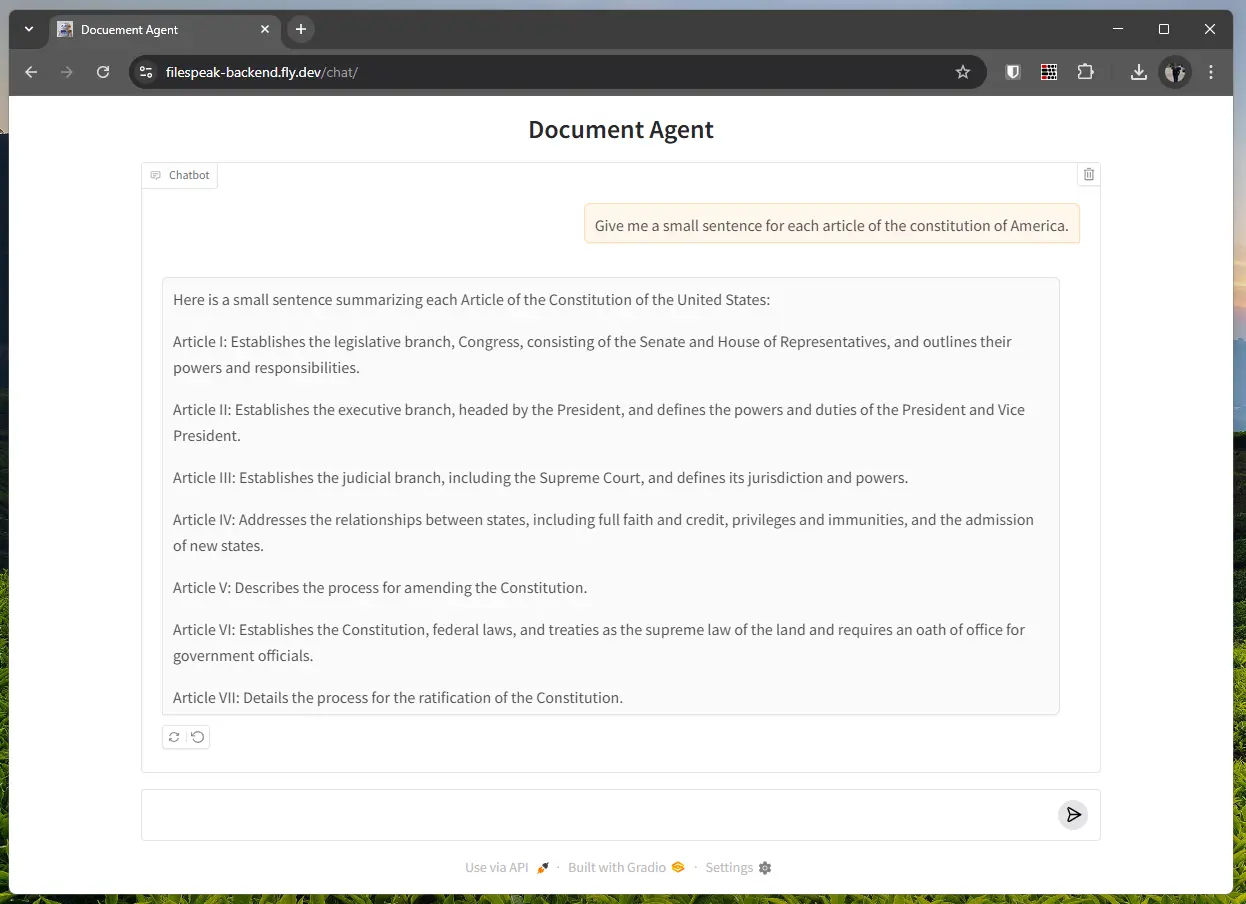 Docuement Agent
filespeak-backend.fly.dev/chat/
Document Agent
Chatbot
Give me a small sentence for each article of the constitution of America.
Here is a small sentence summarizing each Article of the Constitution of the United States:
Article I: Establishes the legislative branch, Congress, consisting of the Senate and House of Representatives, and outlines their
powers and responsibilities.
Article II: Establishes the executive branch, headed by the President, and defines the powers and duties of the President and Vice
President.
Article III: Establishes the judicial branch, including the Supreme Court, and defines its jurisdiction and powers.
Article IV: Addresses the relationships between states, including full faith and credit, privileges and immunities, and the admission
of new states.
Article V: Describes the process for amending the Constitution.
Article VI: Establishes the Constitution, federal laws, and treaties as the supreme law of the land and requires an oath of office for
government officials.
Article VII: Details the process for the ratification of the Constitution.
Use via API · Built with Gradio · Settings